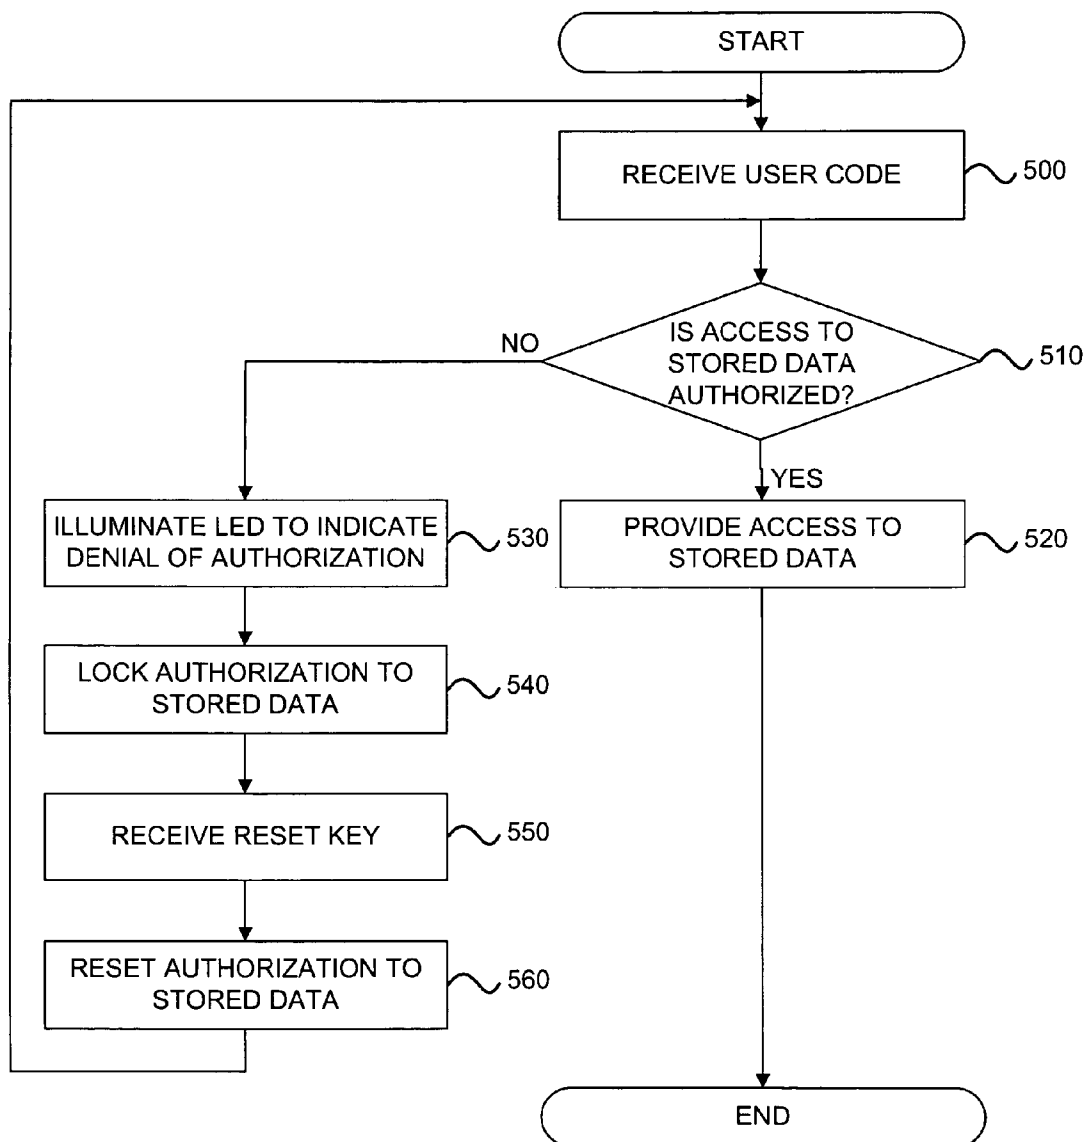 START
RECEIVE USER CODE
500
IS ACCESS TO
STORED DATA
AUTHORIZED?
510
NO
YES
ILLUMINATE LED TO INDICATE
DENIAL OF AUTHORIZATION
530
PROVIDE ACCESS TO
STORED DATA
520
LOCK AUTHORIZATION TO
STORED DATA
540
RECEIVE RESET KEY
550
RESET AUTHORIZATION TO
STORED DATA
560
END